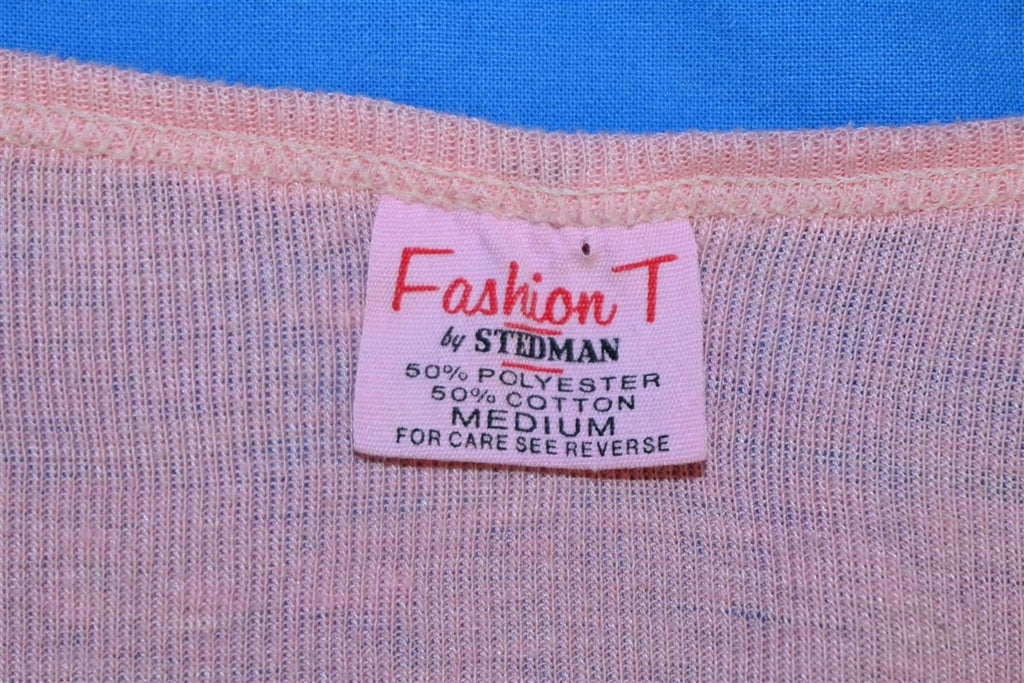 Fashion T
by STEDMAN
50% POLYESTER
50% COTTON
MEDIUM
FOR CARE SEE REVERSE